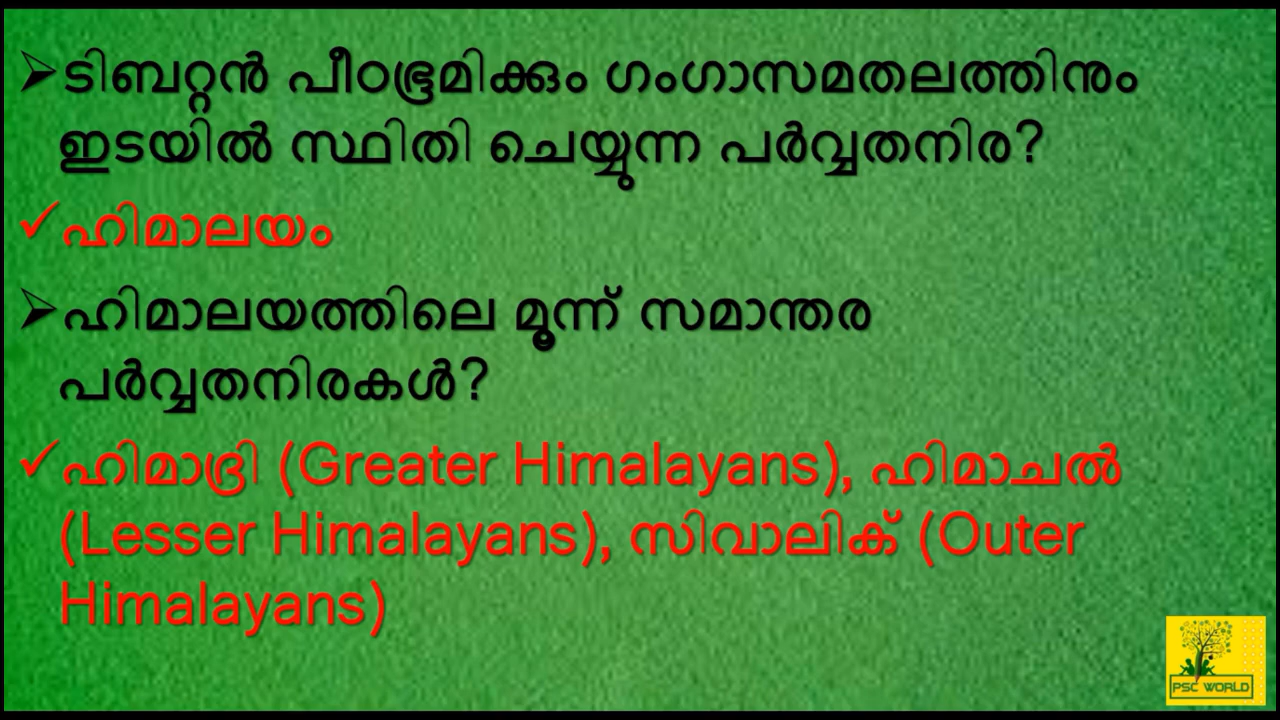 ➢ടിബറ്റൻ പീഠഭൂമിക്കും ഗംഗാസമതലത്തിനും
ഇടയിൽ സ്ഥിതി ചെയ്യുന്ന പർവ്വതനിര?
✓ഹിമാലയം
➢ഹിമാലയത്തിലെ മൂന്ന് സമാന്തര
പർവ്വതനിരകൾ?
✓ഹിമാദ്രി (Greater Himalayans), ഹിമാചൽ
(Lesser Himalayans), സിവാലിക് (Outer
Himalayans)
PSC WORLD